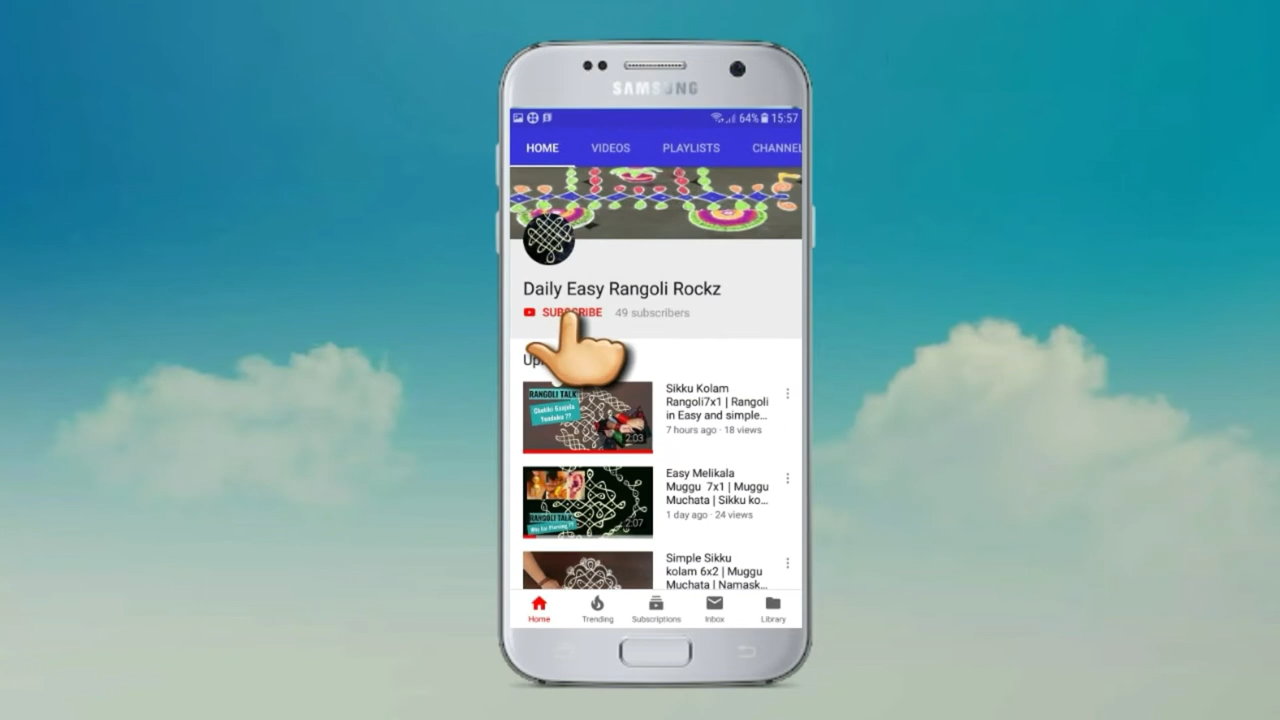 SAMSUNG
64% 15:57
HOME VIDEOS PLAYLISTS CHANNEL
Daily Easy Rangoli Rockz
SUBSCRIBE 49 subscribers
Up
RANGOLI TALK
2:03
Sikku Kolam
Rangoli7x1 | Rangoli
in Easy and simple...
7 hours ago · 18 views
RANGOLI TALK
2:07
Easy Melikala
Muggu 7x1 | Muggu
Muchata | Sikku ko...
1 day ago · 24 views
Simple Sikku
kolam 6x2 | Muggu
Muchata | Namask...
Home Trending Subscriptions Inbox Library